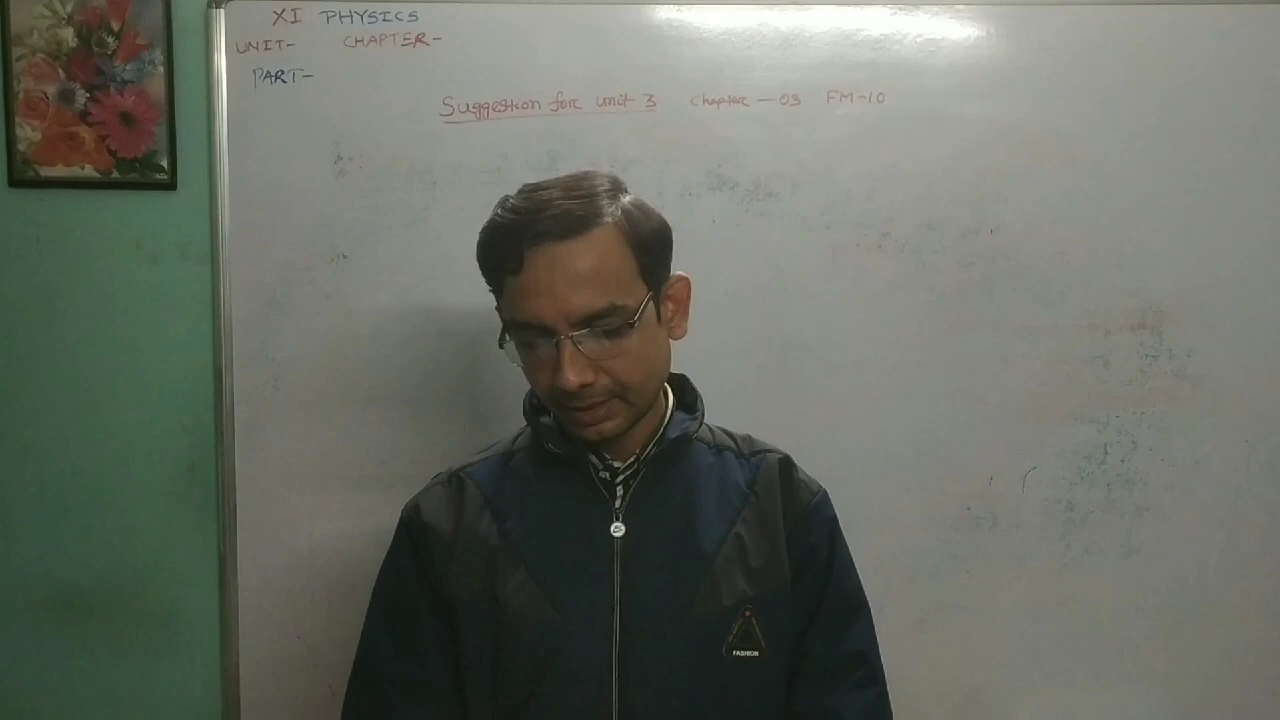 XI PHYSICS
UNIT- CHAPTER-
PART-
Suggestion for unit 3 Chapter - 03 FM-10
FASHION